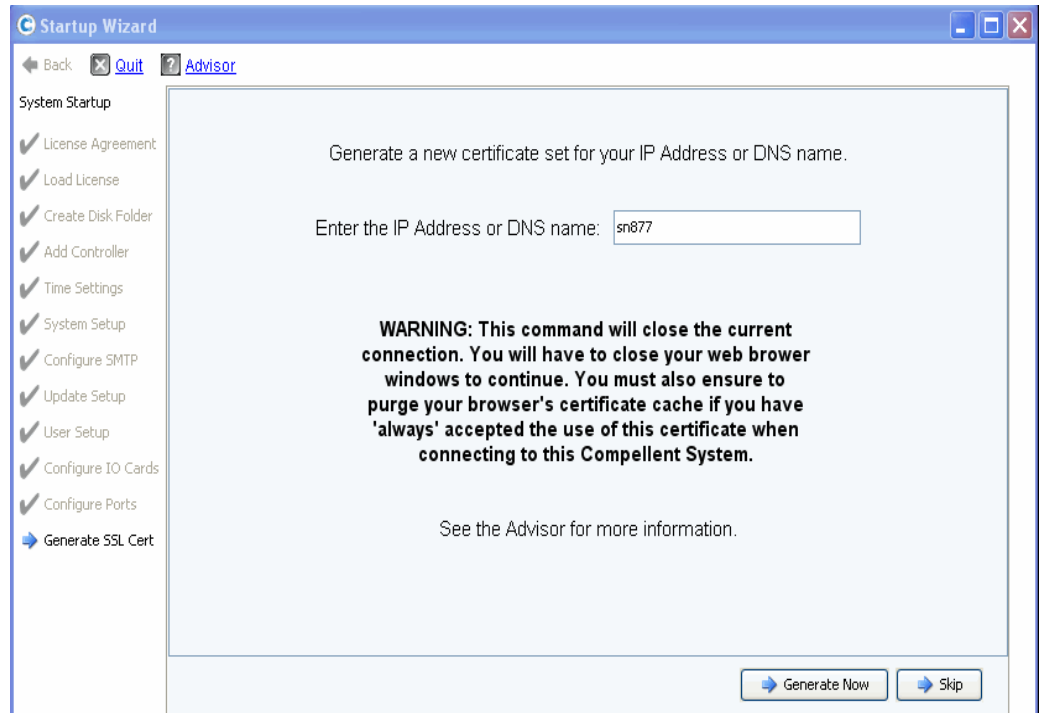 Startup Wizard
Back Quit Advisor
System Startup
License Agreement
Load License
Create Disk Folder
Add Controller
Time Settings
System Setup
Configure SMTP
Update Setup
User Setup
Configure IO Cards
Configure Ports
Generate SSL Cert
Generate a new certificate set for your IP Address or DNS name.
Enter the IP Address or DNS name: sn877
WARNING: This command will close the current
connection. You will have to close your web brower
windows to continue. You must also ensure to
purge your browser's certificate cache if you have
'always' accepted the use of this certificate when
connecting to this Compellent System.
See the Advisor for more information.
Generate Now Skip